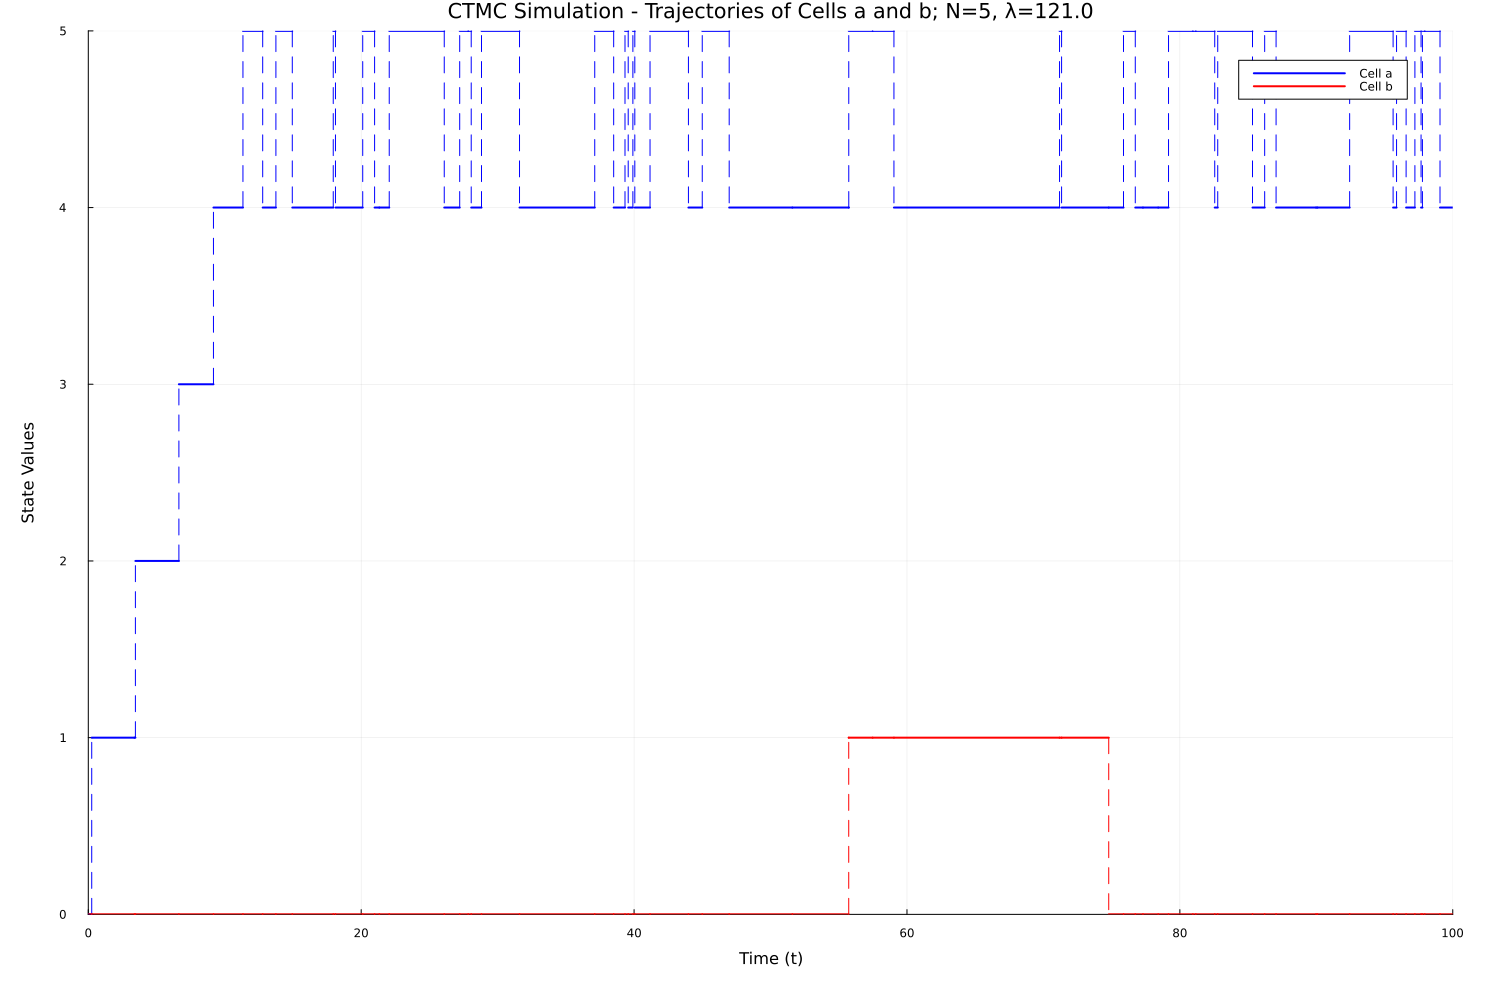 CTMC Simulation - Trajectories of Cells a and b; N=5, λ=121.0
5
Cell a
Cell b
4
3
State Values
2
1
0
0 20 40 60 80 100
Time (t)